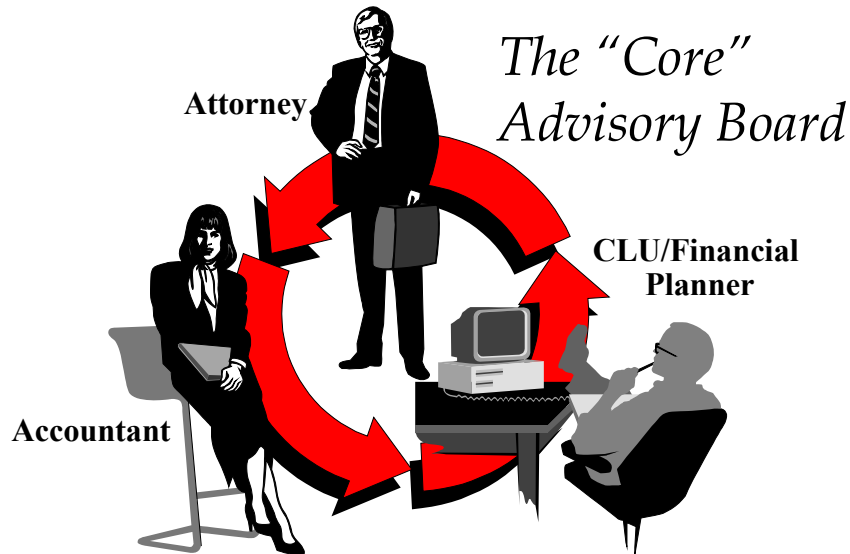 The “Core”
Advisory Board
Attorney
CLU/Financial
Planner
Accountant